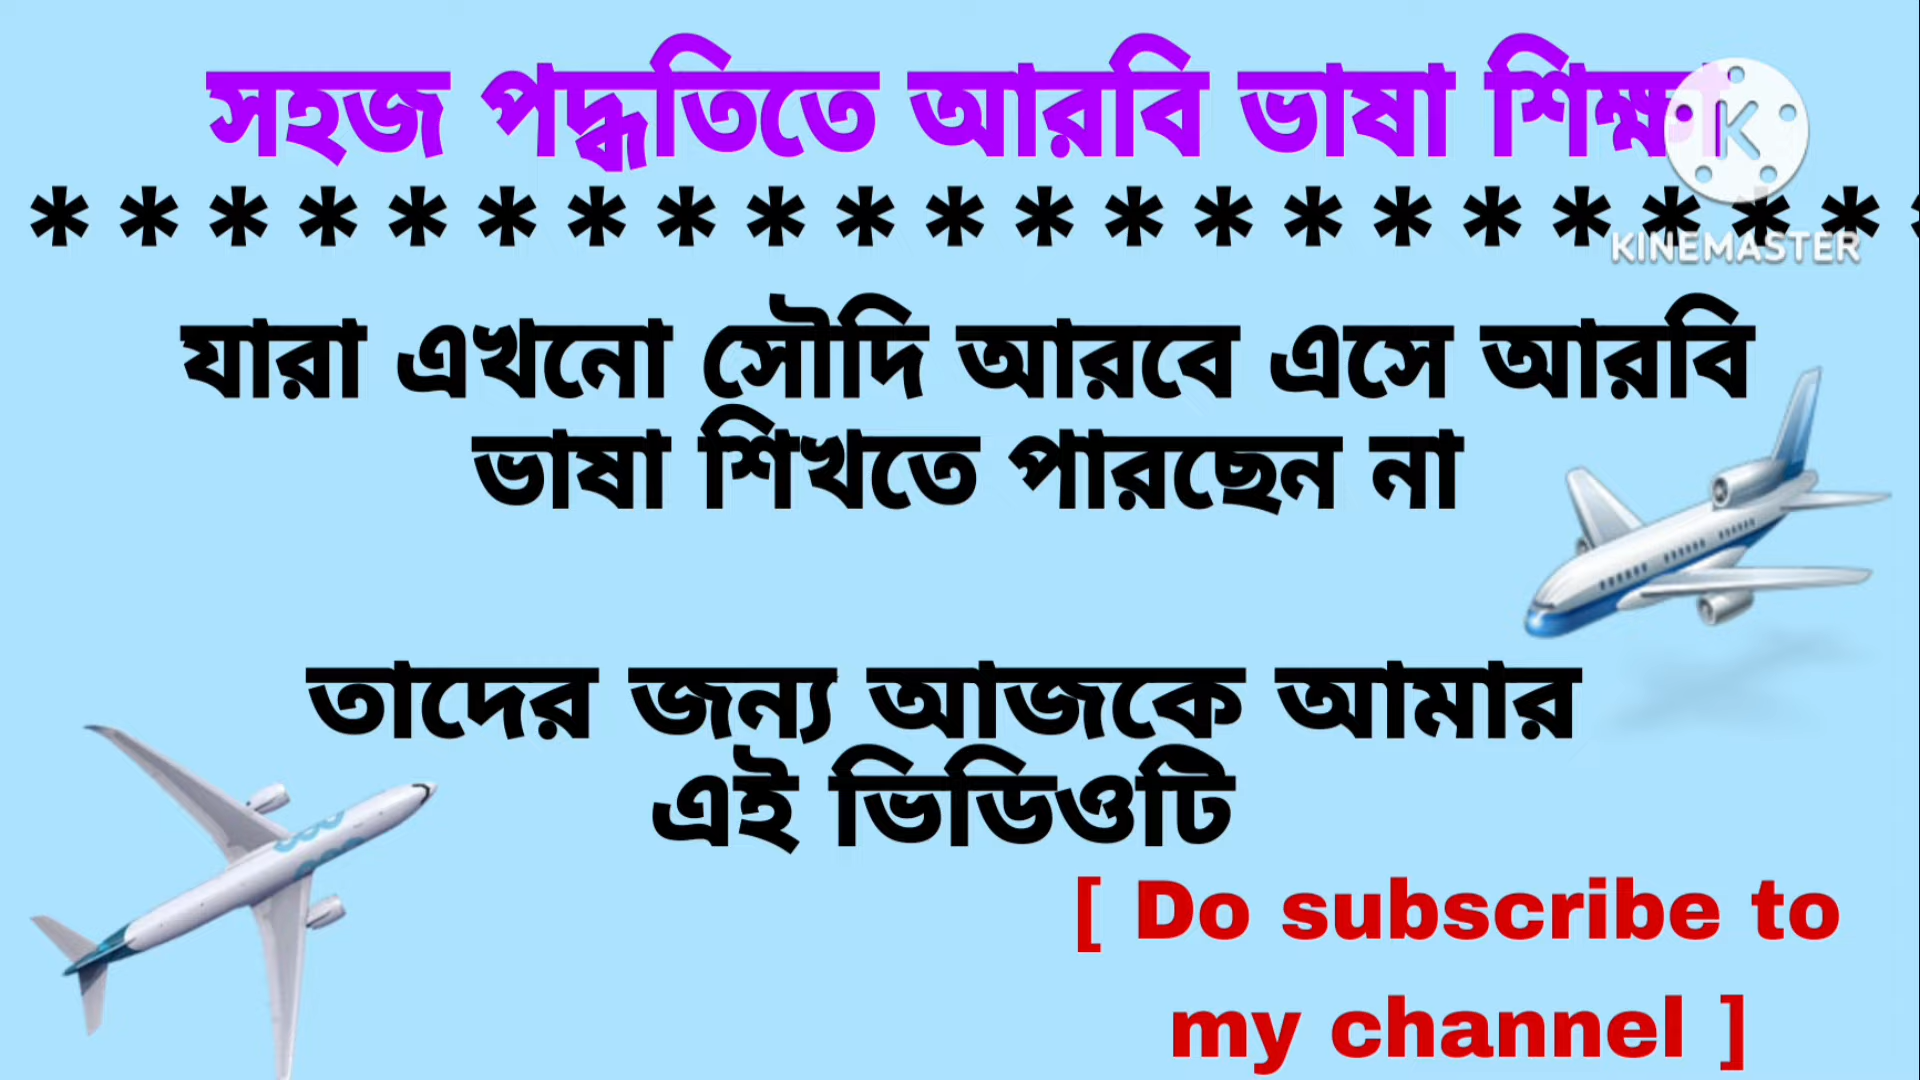 সহজ পদ্ধতিতে আরবি ভাষা শিক্ষা
* * * * * * * * * * * * * * * * * * * * *
KINEMASTER
যারা এখনো সৌদি আরবে এসে আরবি
ভাষা শিখতে পারছেন না
তাদের জন্য আজকে আমার
এই ভিডিওটি
[ Do subscribe to
my channel ]